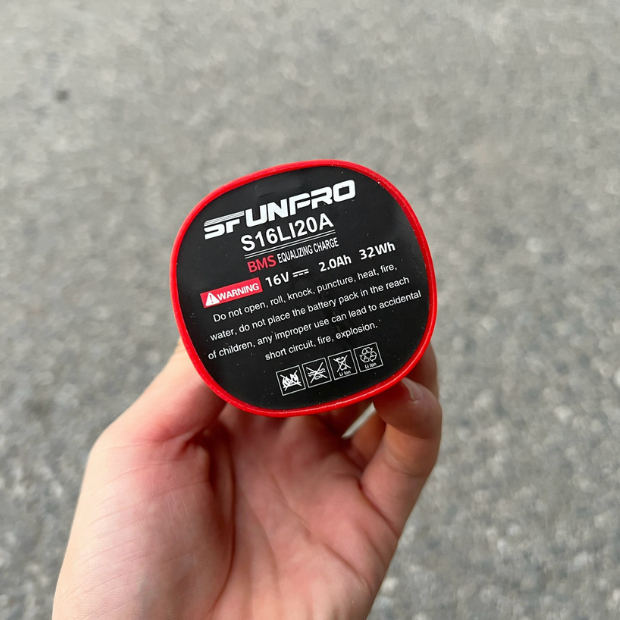 SFUNFRO
S16LI20A
BMS EQUALIZING CHARGE
16V ⎓ 2.0Ah 32Wh
WARNING Do not open, roll, knock, puncture, heat, fire,
water, do not place the battery pack in the reach
of children, any improper use can lead to accidental
short circuit, fire, explosion.